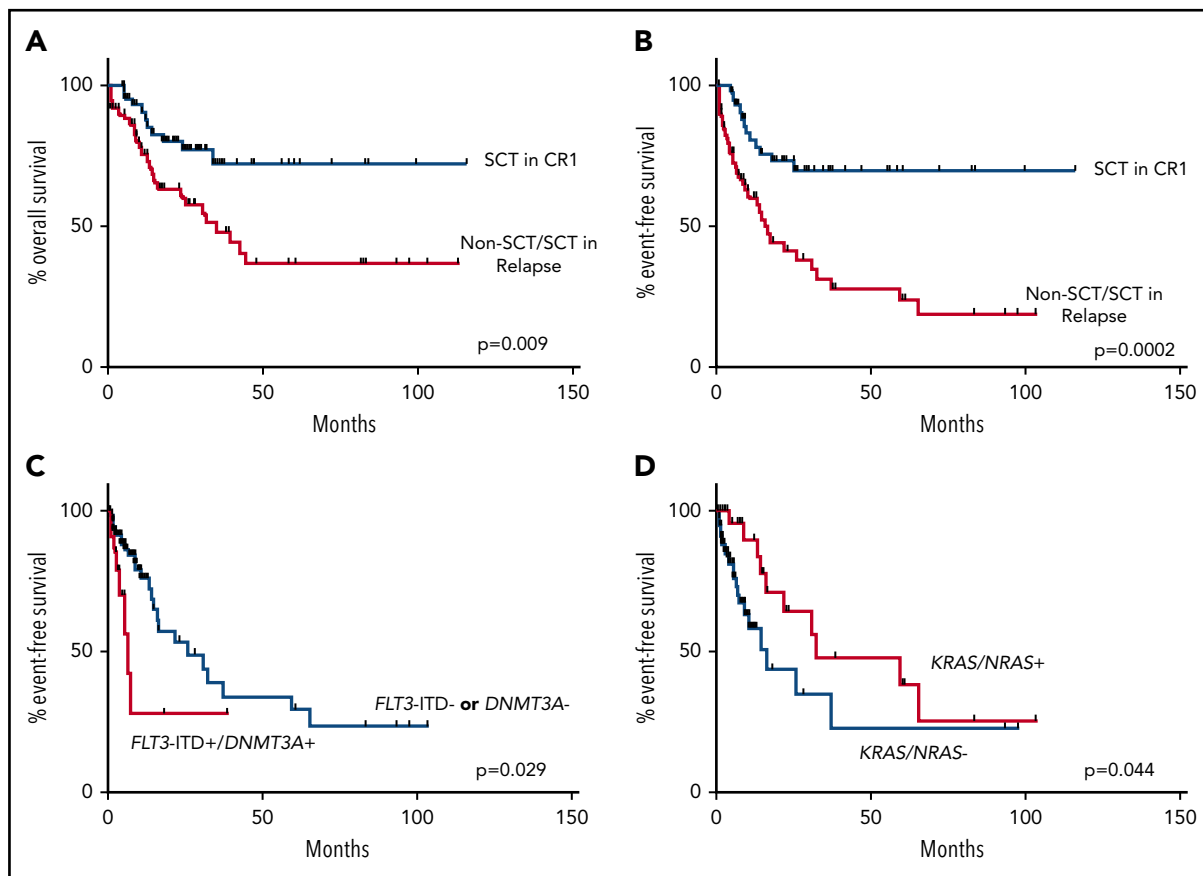 A
% overall survival
100
50
0
SCT in CR1
Non-SCT/SCT in
Relapse
p=0.009
0 50 100 150
Months
B
% event-free survival
100
50
0
SCT in CR1
Non-SCT/SCT in
Relapse
p=0.0002
0 50 100 150
Months
C
% event-free survival
100
50
0
FLT3-ITD- or DNMT3A-
FLT3-ITD+/DNMT3A+
p=0.029
0 50 100 150
Months
D
% event-free survival
100
50
0
KRAS/NRAS+
KRAS/NRAS-
p=0.044
0 50 100 150
Months